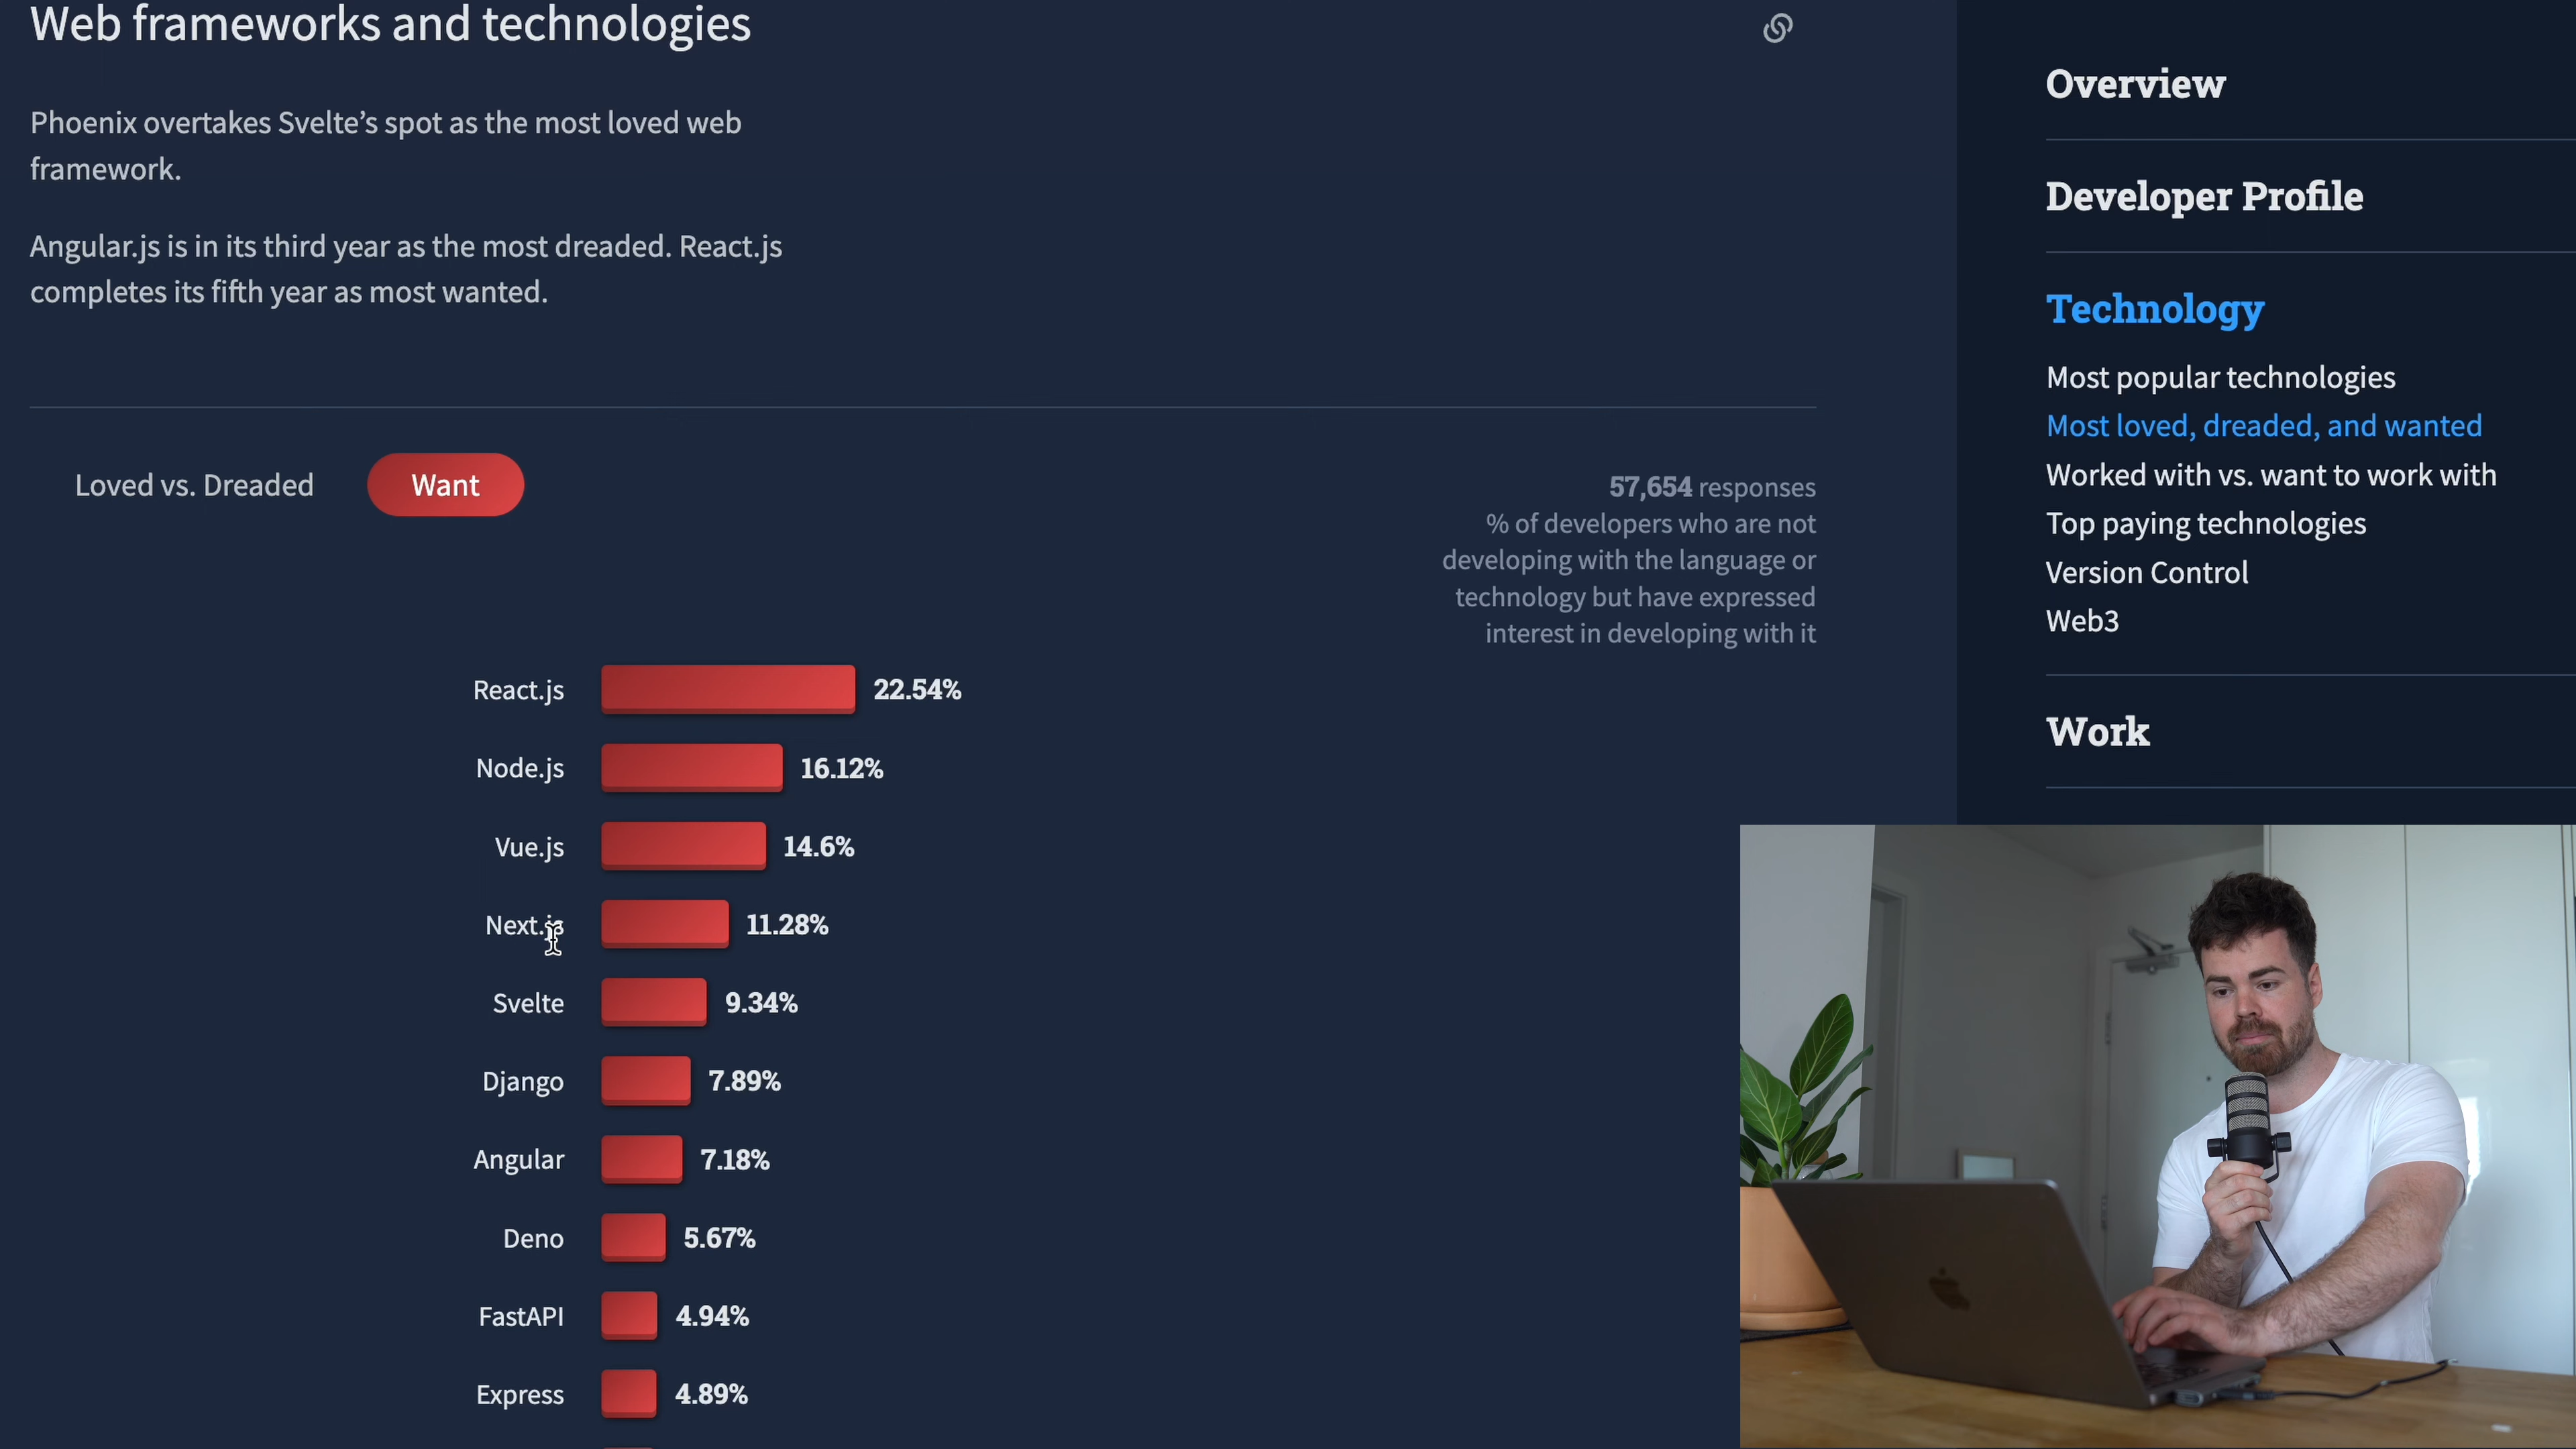 Web frameworks and technologies
Phoenix overtakes Svelte’s spot as the most loved web
framework.
Angular.js is in its third year as the most dreaded. React.js
completes its fifth year as most wanted.
Loved vs. Dreaded
Want
57,654 responses
% of developers who are not
developing with the language or
technology but have expressed
interest in developing with it
React.js 22.54%
Node.js 16.12%
Vue.js 14.6%
Next.js 11.28%
Svelte 9.34%
Django 7.89%
Angular 7.18%
Deno 5.67%
FastAPI 4.94%
Express 4.89%
Overview
Developer Profile
Technology
Most popular technologies
Most loved, dreaded, and wanted
Worked with vs. want to work with
Top paying technologies
Version Control
Web3
Work